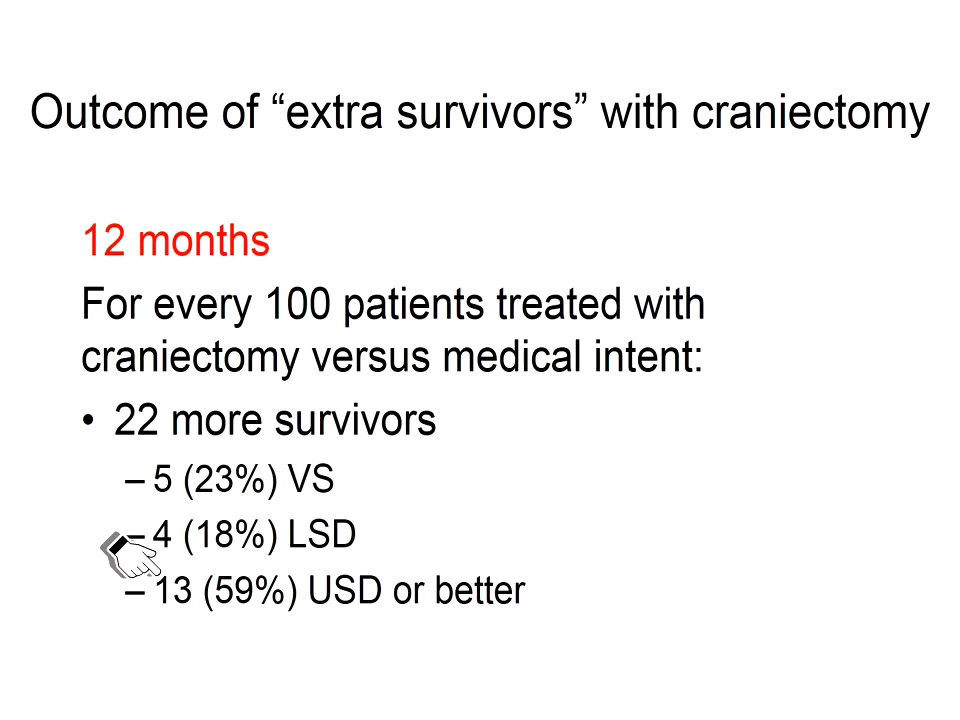 Outcome of “extra survivors” with craniectomy
12 months
For every 100 patients treated with
craniectomy versus medical intent:
• 22 more survivors
– 5 (23%) VS
– 4 (18%) LSD
– 13 (59%) USD or better